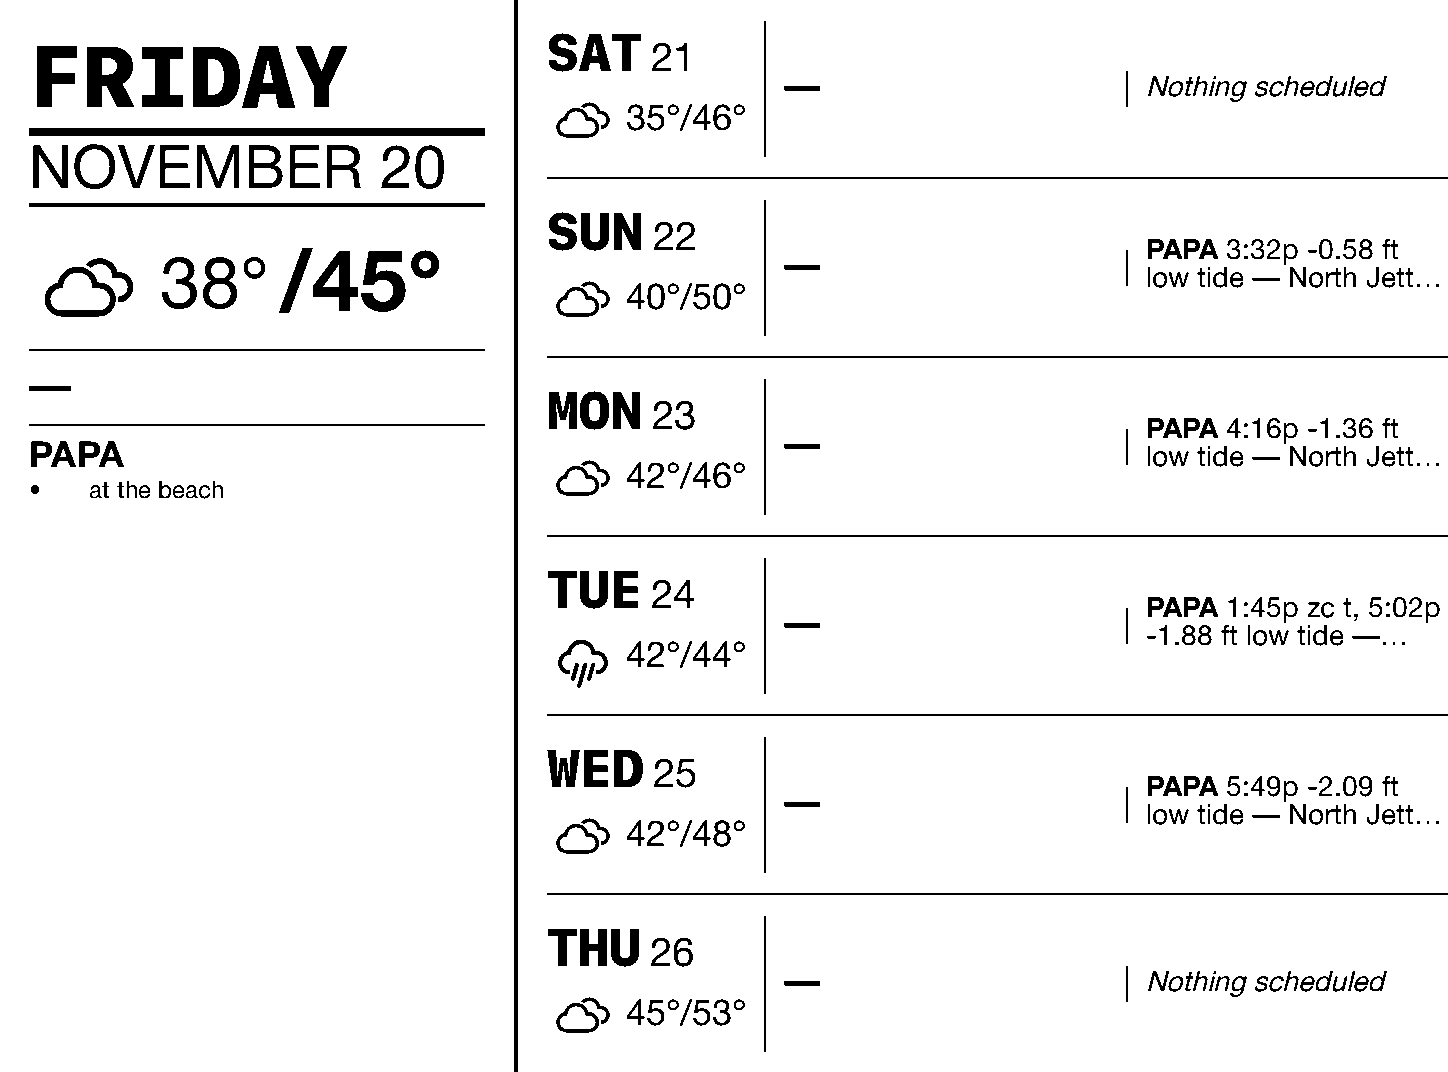 FRIDAY
NOVEMBER 20
38° /45°
—
PAPA
• at the beach
SAT 21
35°/46°
—
Nothing scheduled
SUN 22
40°/50°
—
PAPA 3:32p -0.58 ft
low tide — North Jett…
MON 23
42°/46°
—
PAPA 4:16p -1.36 ft
low tide — North Jett…
TUE 24
42°/44°
—
PAPA 1:45p zc t, 5:02p
-1.88 ft low tide —…
WED 25
42°/48°
—
PAPA 5:49p -2.09 ft
low tide — North Jett…
THU 26
45°/53°
—
Nothing scheduled